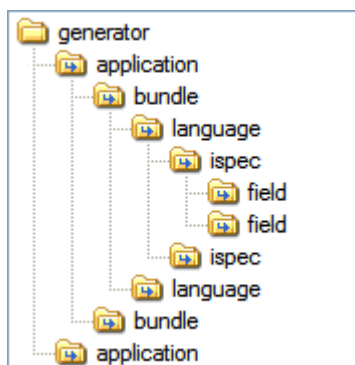 generator
application
bundle
language
ispec
field
field
ispec
language
bundle
application